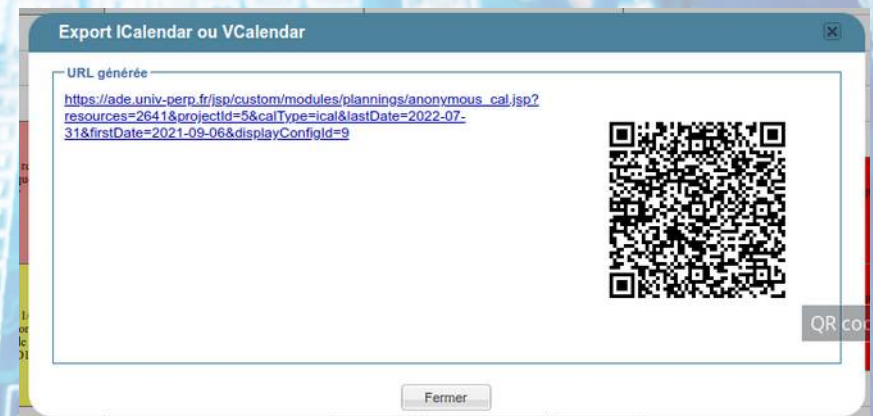 Export ICalendar ou VCalendar
URL générée
https://ade.univ-perp.fr/jsp/custom/modules/plannings/anonymous_cal.jsp?
resources=2641&projectId=5&calType=ical&lastDate=2022-07-
31&firstDate=2021-09-06&displayConfigId=9
QR
Fermer